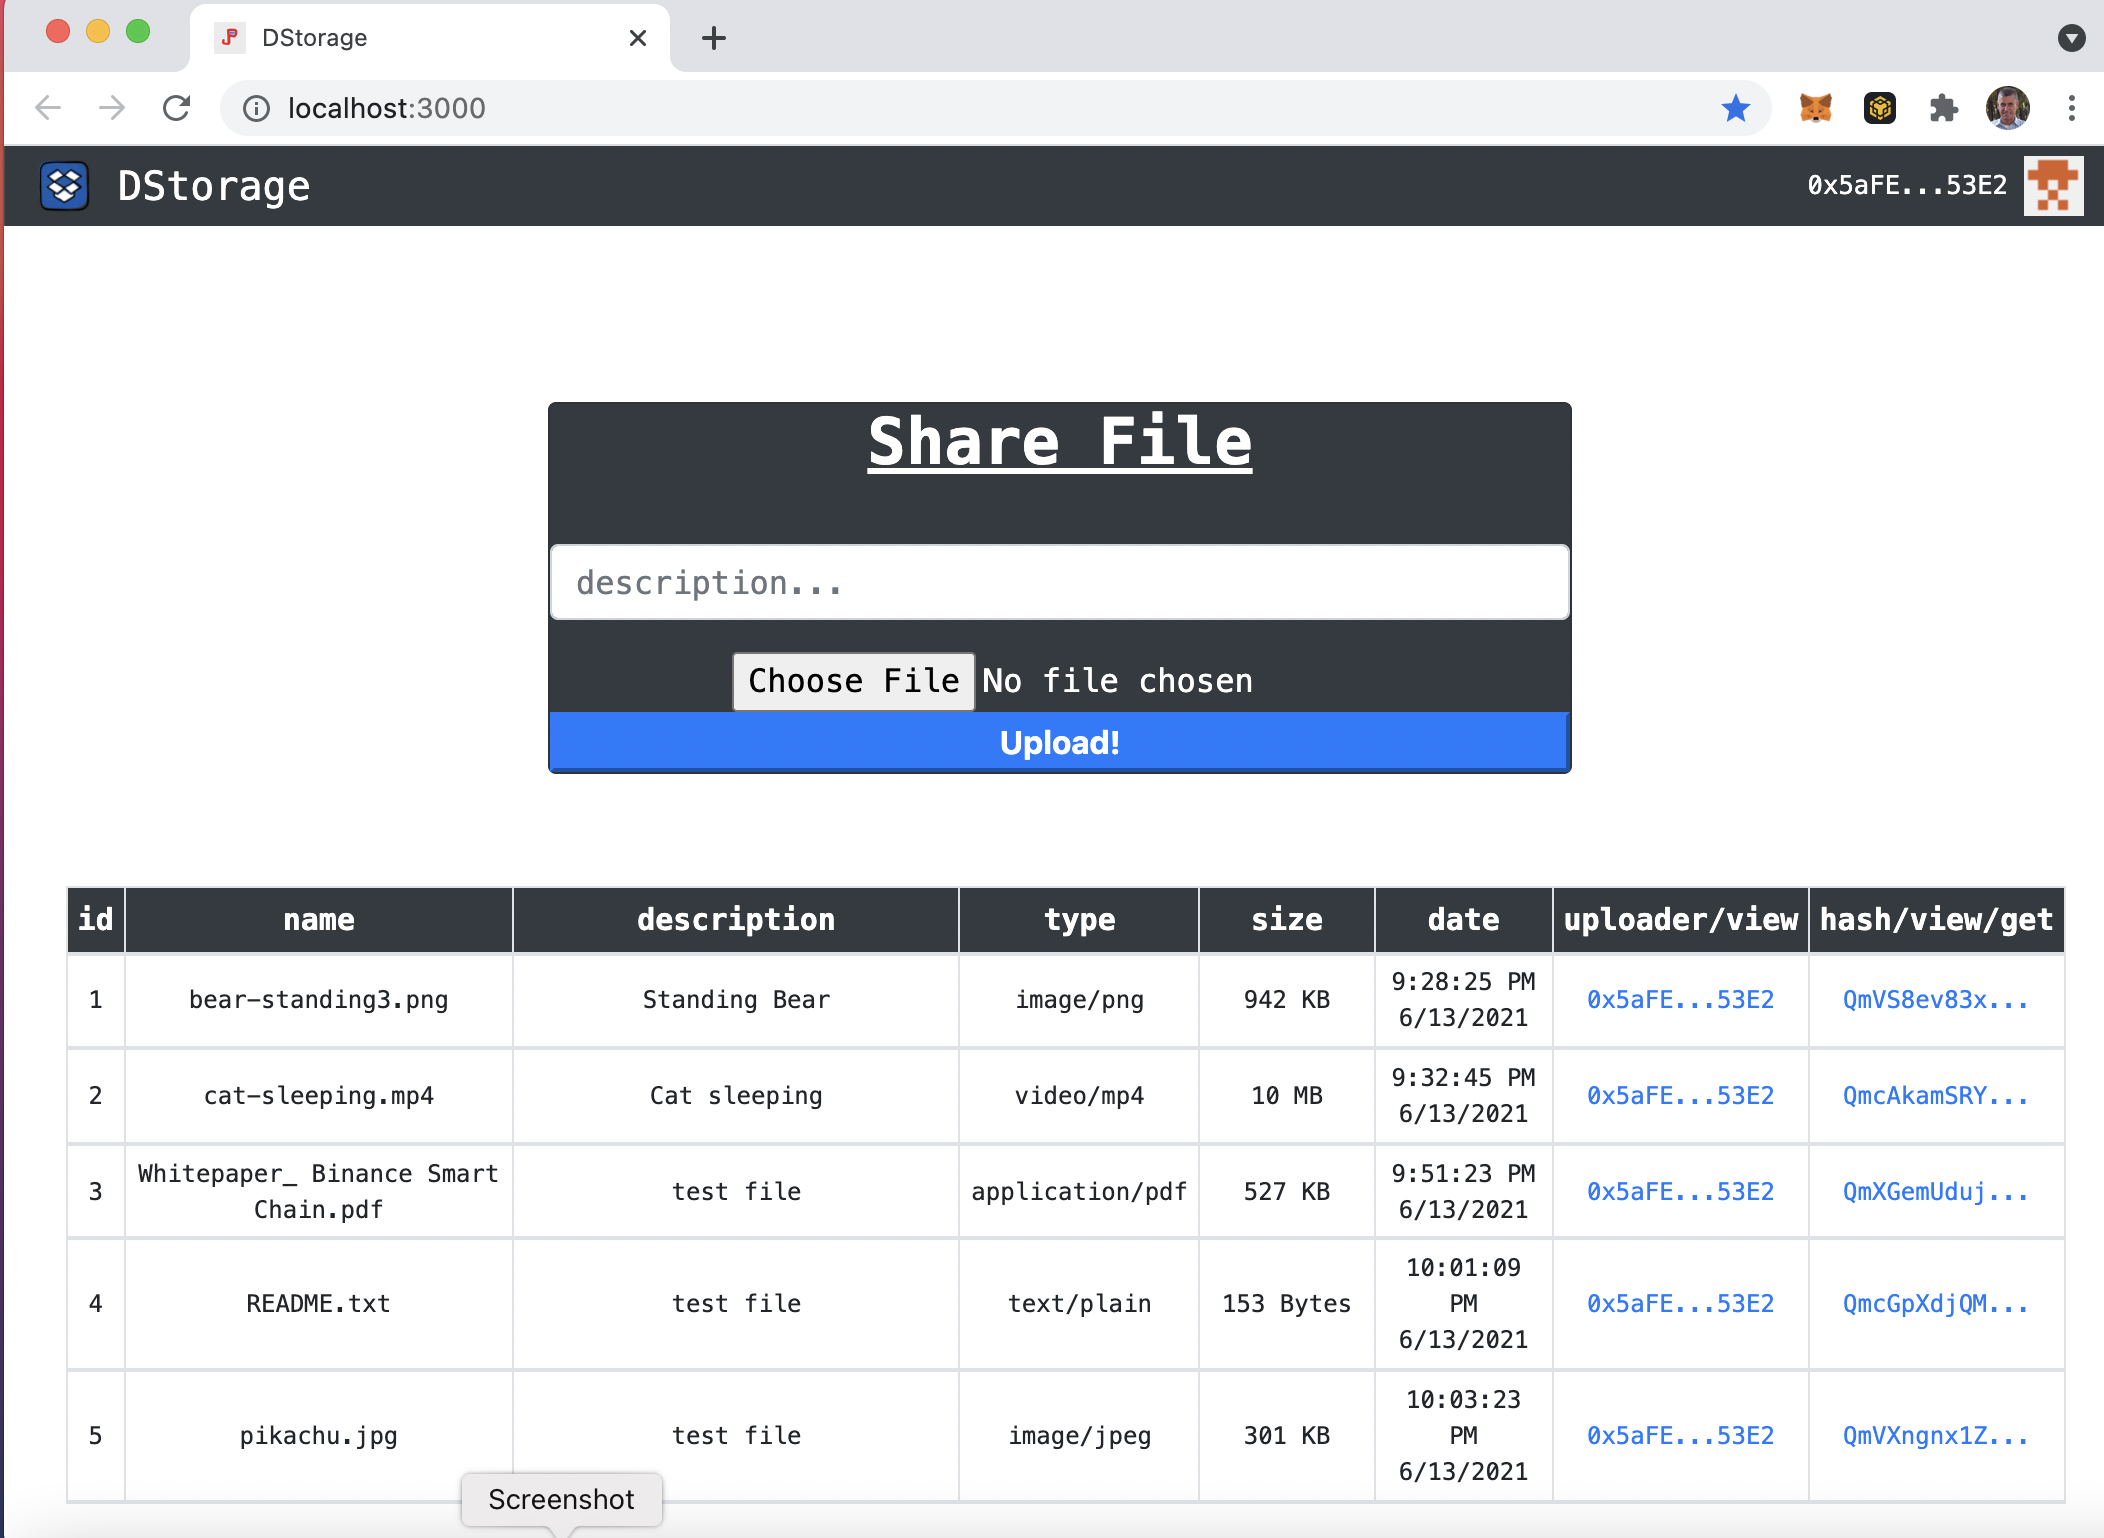 DStorage
localhost:3000
DStorage
0x5aFE...53E2
Share File
description...
Choose File No file chosen
Upload!
id name description type size date uploader/view hash/view/get
1 bear-standing3.png Standing Bear image/png 942 KB 9:28:25 PM 0x5aFE...53E2 QmVS8ev83x...
6/13/2021
2 cat-sleeping.mp4 Cat sleeping video/mp4 10 MB 9:32:45 PM 0x5aFE...53E2 QmcAkamSRY...
6/13/2021
3 Whitepaper_ Binance Smart test file application/pdf 527 KB 9:51:23 PM 0x5aFE...53E2 QmXGemUduj...
Chain.pdf 6/13/2021
4 README.txt test file text/plain 153 Bytes 10:01:09 0x5aFE...53E2 QmcGpXdjQM...
PM
6/13/2021
5 pikachu.jpg test file image/jpeg 301 KB 10:03:23 0x5aFE...53E2 QmVXngnx1Z...
PM
6/13/2021
Screenshot